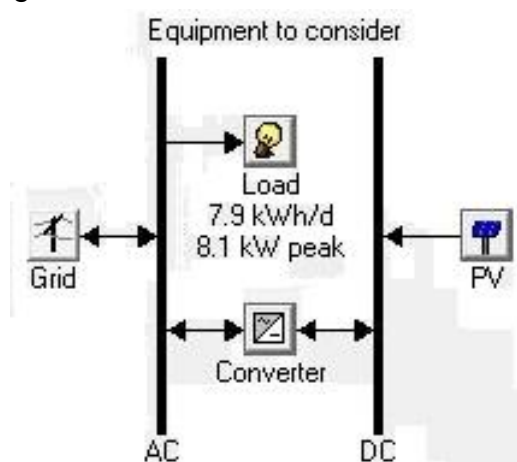 Equipment to consider
Load
7.9 kWh/d
8.1 kW peak
Grid
PV
Converter
AC
DC